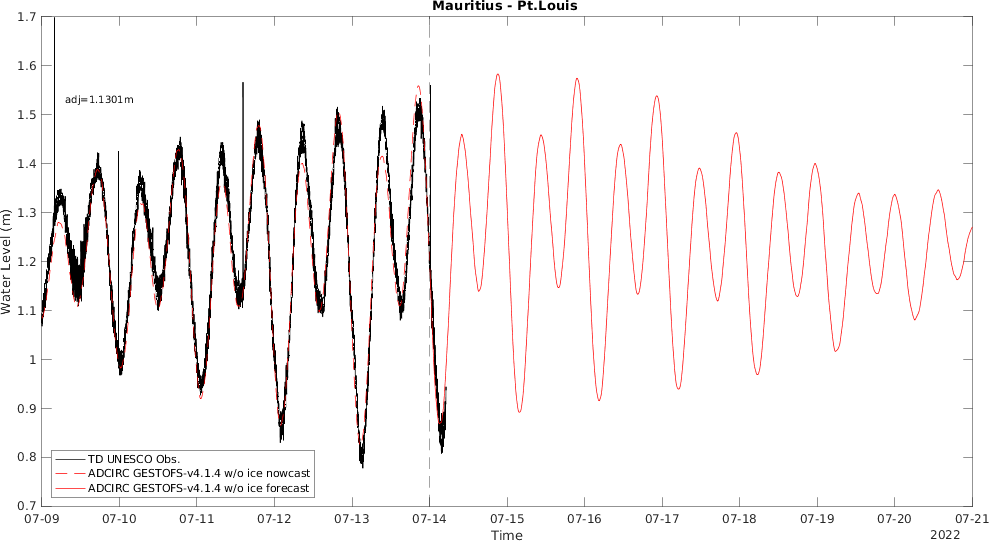 Mauritius - Pt.Louis
1.7
1.6
1.5
1.4
1.3
1.2
1.1
1
0.9
0.8
0.7
Water Level (m)
adj=1.1301m
TD UNESCO Obs.
ADCIRC GESTOFS-v4.1.4 w/o ice nowcast
ADCIRC GESTOFS-v4.1.4 w/o ice forecast
07-09 07-10 07-11 07-12 07-13 07-14 07-15 07-16 07-17 07-18 07-19 07-20 07-21
Time
2022